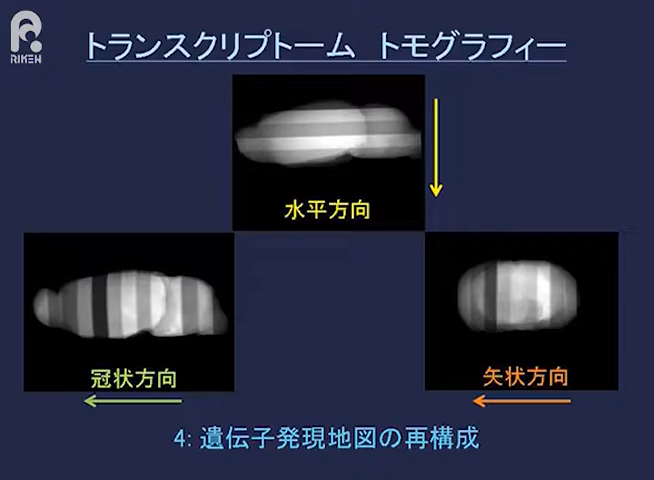 RIKEN
トランスクリプトーム トモグラフィー
水平方向
冠状方向
矢状方向
4: 遺伝子発現地図の再構成